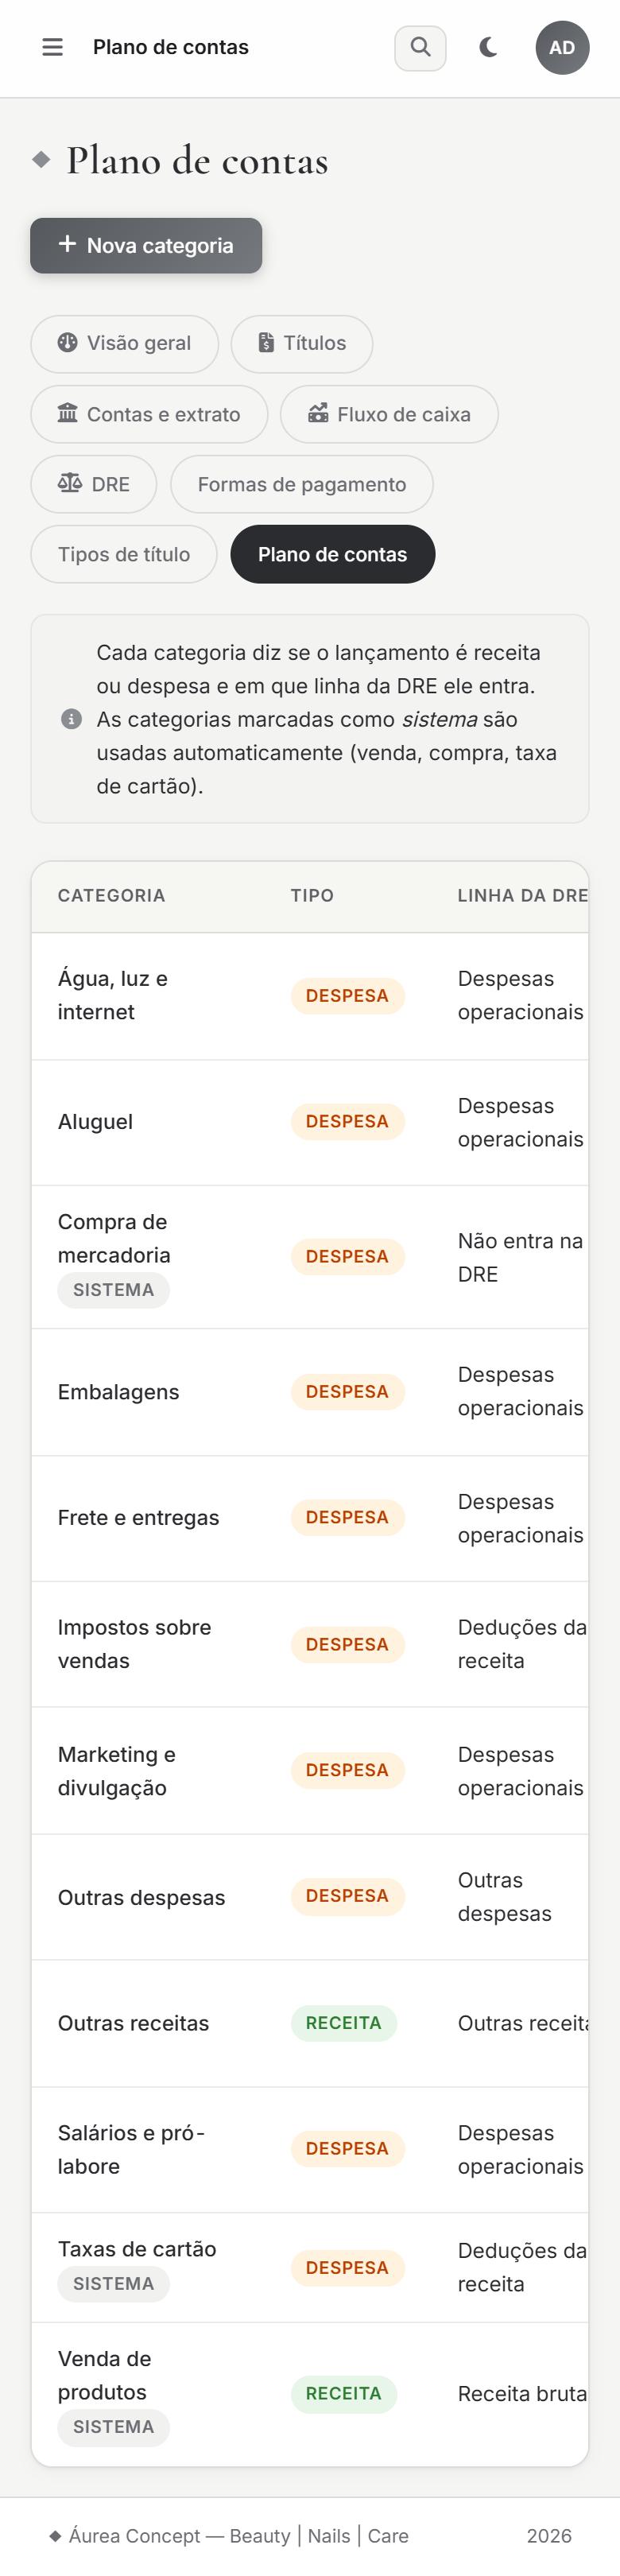 Plano de contas
AD
Plano de contas
Nova categoria
Visão geral
Títulos
Contas e extrato
Fluxo de caixa
DRE
Formas de pagamento
Tipos de título
Plano de contas
Cada categoria diz se o lançamento é receita
ou despesa e em que linha da DRE ele entra.
As categorias marcadas como sistema são
usadas automaticamente (venda, compra, taxa
de cartão).
CATEGORIA TIPO LINHA DA DRE
Água, luz e
internet
DESPESA
Despesas
operacionais
Aluguel
DESPESA
Despesas
operacionais
Compra de
mercadoria
SISTEMA
DESPESA
Não entra na
DRE
Embalagens
DESPESA
Despesas
operacionais
Frete e entregas
DESPESA
Despesas
operacionais
Impostos sobre
vendas
DESPESA
Deduções da
receita
Marketing e
divulgação
DESPESA
Despesas
operacionais
Outras despesas
DESPESA
Outras
despesas
Outras receitas
RECEITA
Outras
Salários e pró-
labore
DESPESA
Despesas
operacionais
Taxas de cartão
SISTEMA
DESPESA
Deduções da
receita
Venda de
produtos
SISTEMA
RECEITA
Receita bruta
Áurea Concept — Beauty | Nails | Care
2026